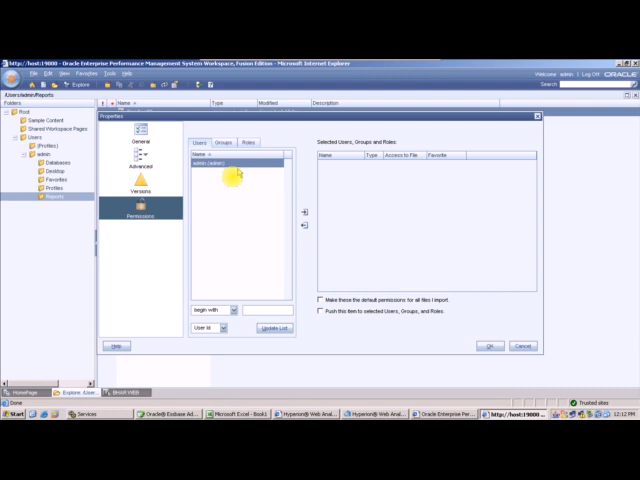 http://host:19000 - Oracle Enterprise Performance Management System Workspace, Fusion Edition - Microsoft Internet Explorer
File Edit View Favorites Tools Help
Welcome admin | Log Off ORACLE
Explore
Search
/Users/admin/Reports
Folders
Name Type Modified Description
Root
Sample Content
Shared Workspace Pages
Users
(Profiles)
admin
Databases
Desktop
Favorites
Profiles
Reports
Properties
General
Advanced
Versions
Permissions
Users Groups Roles
Name
admin (admin)
begin with
User Id
Update List
Selected Users, Groups and Roles:
Name Type Access to File Favorite
Make these the default permissions for all files I import.
Push this item to selected Users, Groups, and Roles.
Help
OK Cancel
HomePage
Explore: /User...
Done
Trusted sites
Start
Services
Oracle® Essbase Ad...
Microsoft Excel - Book1
Hyperion® Web Anal...
Hyperion® Web Anal...
Oracle Enterprise Per...
http://host:19000 ...
12:12 PM